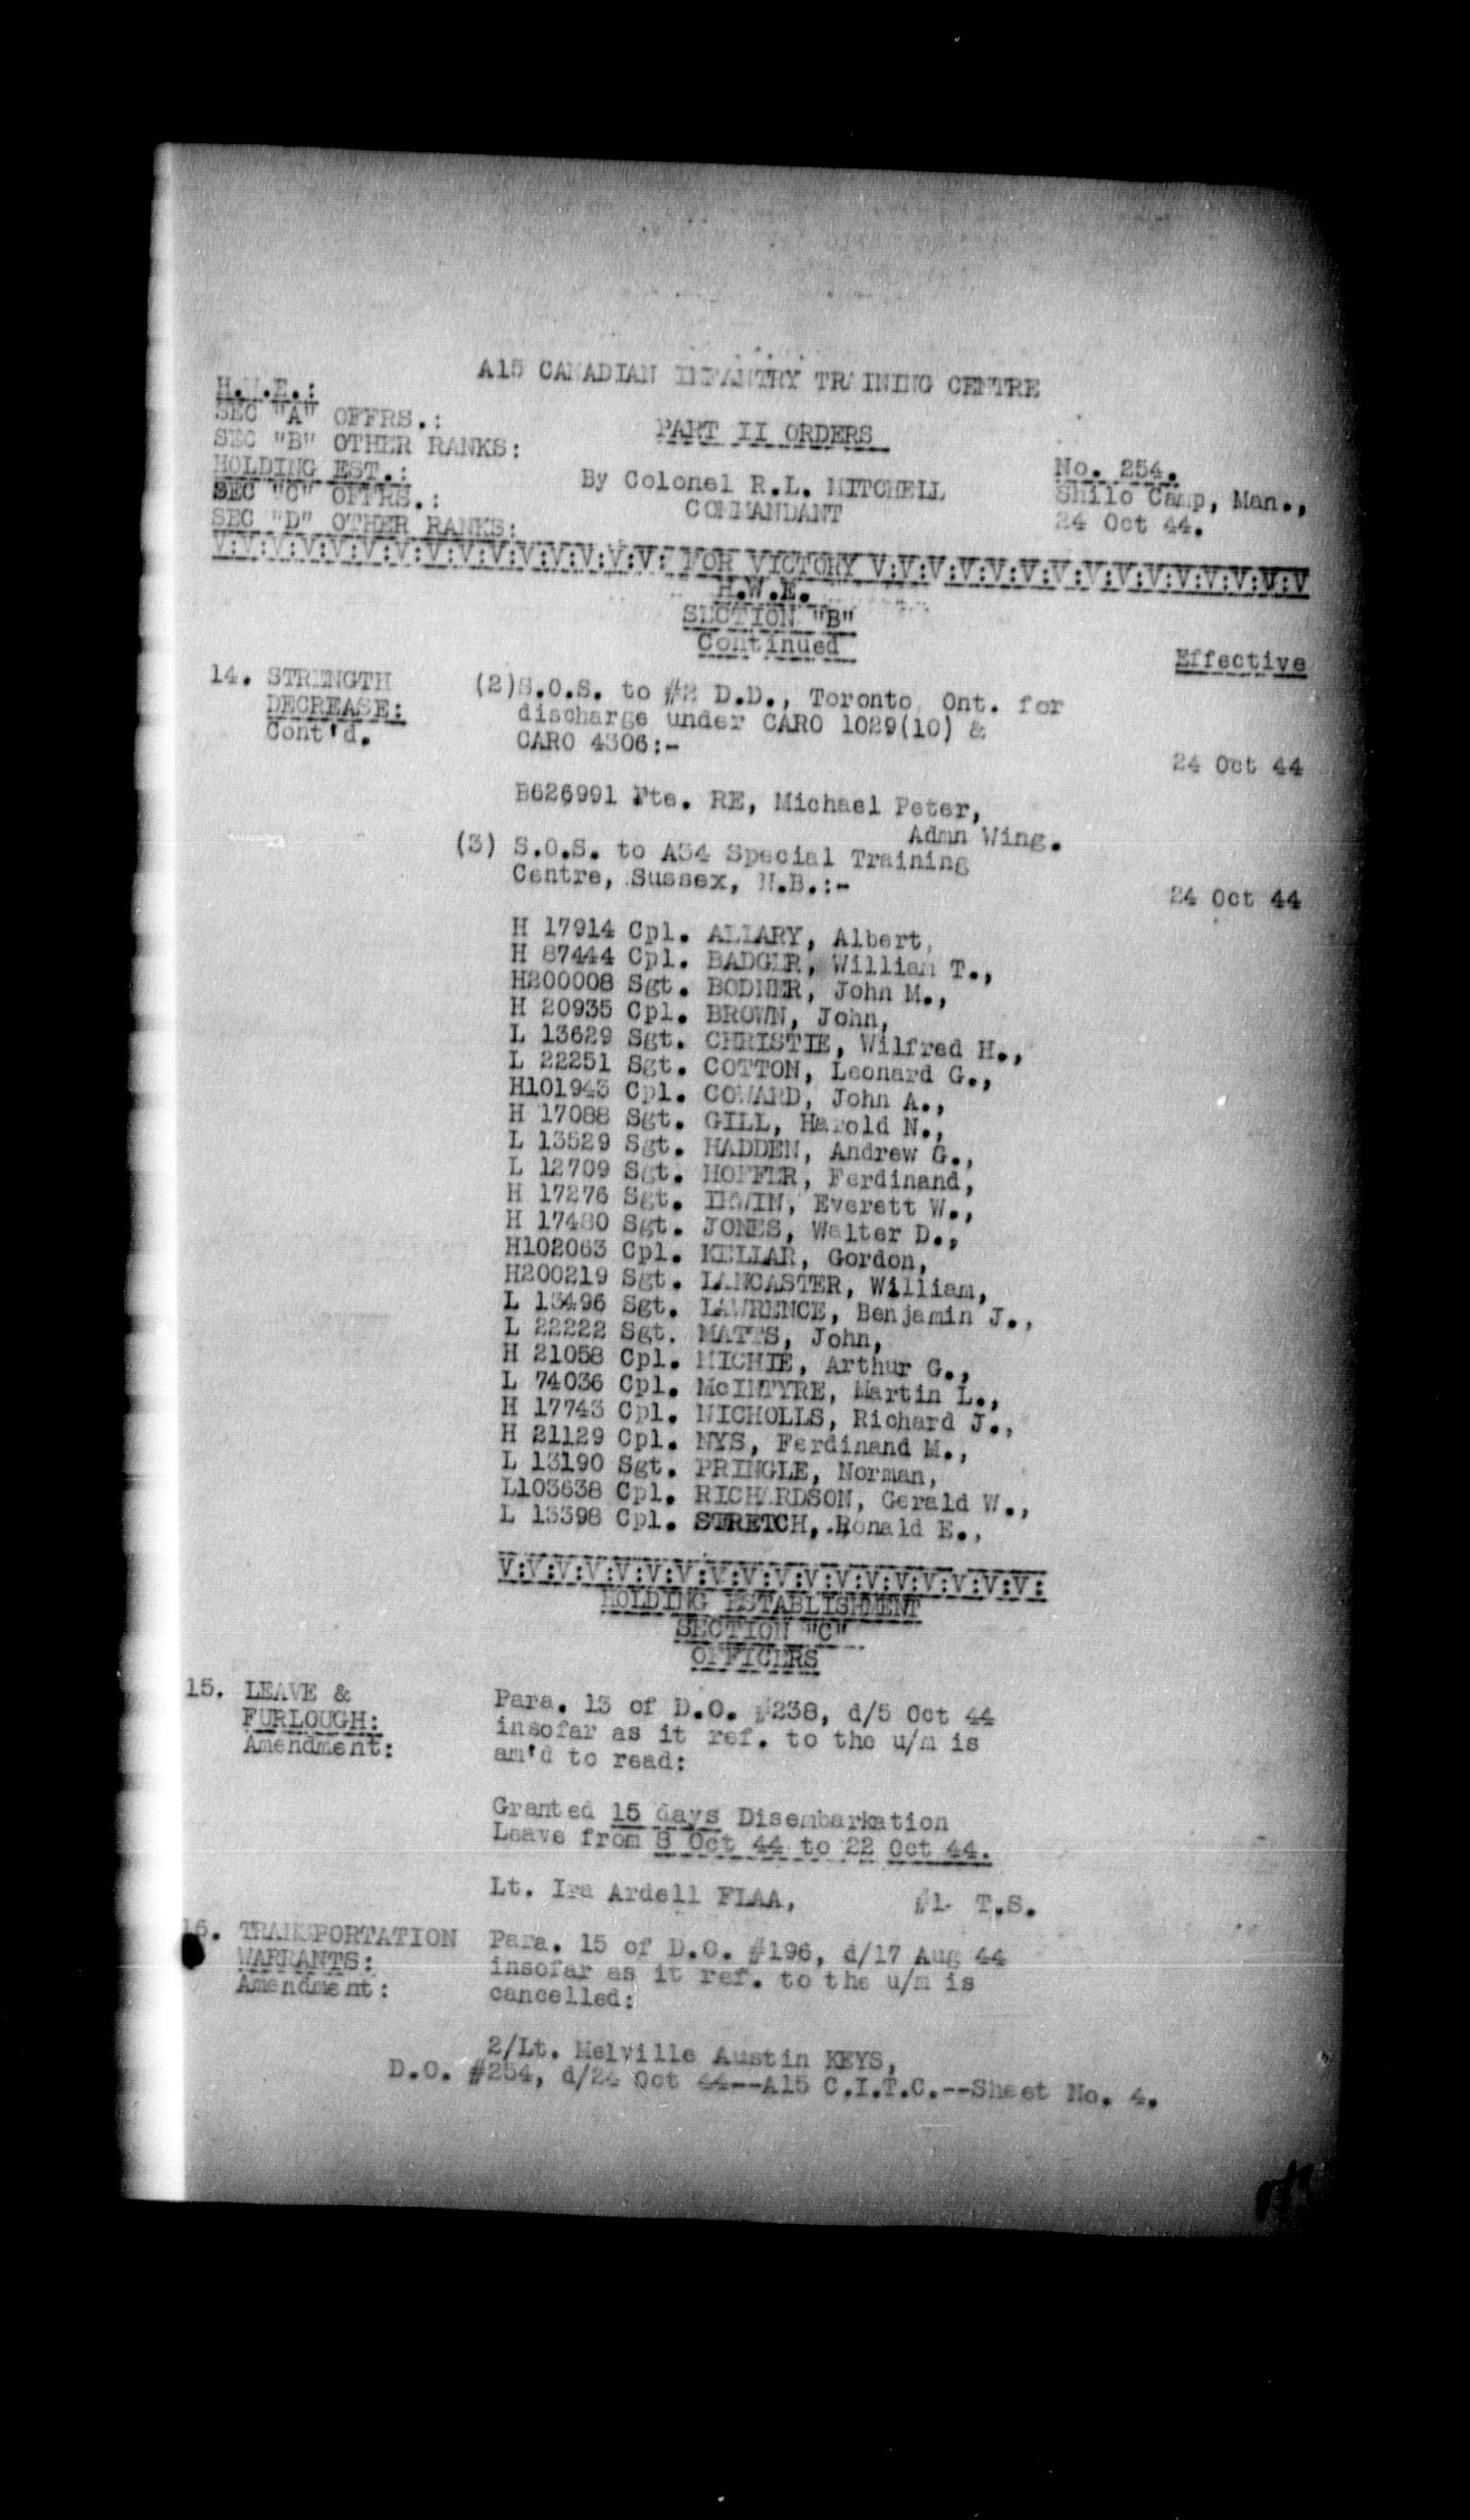 A15 CANADIAN INFANTRY TRAINING CENTRE
H.W.E.:
SEC "A" OFFRS.:
SEC "B" OTHER RANKS:
HOLDING EST.:
SEC "C" OFFRS.:
SEC "D" OTHER RANKS:
PART II ORDERS
By Colonel R.L. MITCHELL
COMMANDANT
No. 254.
Shilo Camp, Man.,
24 Oct 44.
V:V:V:V:V:V:V:V:V:V:V:V:V:V:V: FOR VICTORY V:V:V:V:V:V:V:V:V:V:V:V:V:V:V
H.W.E.
SECTION "B"
Continued
Effective
14. STRENGTH
DECREASE:
Cont'd.
(2)S.O.S. to #2 D.D., Toronto, Ont. for
discharge under CARO 1029(10) &
CARO 4306:-
24 Oct 44
B626991 Pte. RE, Michael Peter,
Admn Wing.
(3) S.O.S. to A34 Special Training
Centre, Sussex, N.B.:-
24 Oct 44
H 17914 Cpl. ALLARY, Albert,
H 87444 Cpl. BADGER, William T.,
H200008 Sgt. BODNER, John M.,
H 20935 Cpl. BROWN, John,
L 13629 Sgt. CHRISTIE, Wilfred H.,
L 22251 Sgt. COTTON, Leonard G.,
H101943 Cpl. COWARD, John A.,
H 17088 Sgt. GILL, Harold N.,
L 13529 Sgt. HADDEN, Andrew G.,
L 12709 Sgt. HOFFER, Ferdinand,
H 17276 Sgt. IRWIN, Everett W.,
H 17480 Sgt. JONES, Walter D.,
H102063 Cpl. KELLAR, Gordon,
H200219 Sgt. LANCASTER, William,
L 13496 Sgt. LAWRENCE, Benjamin J.,
L 22222 Sgt. MATTS, John,
H 21058 Cpl. MICHIE, Arthur G.,
L 74036 Cpl. McINTYRE, Martin L.,
H 17743 Cpl. NICHOLLS, Richard J.,
H 21129 Cpl. NYS, Ferdinand M.,
L 13190 Sgt. PRINGLE, Norman,
L103638 Cpl. RICHARDSON, Gerald W.,
L 13398 Cpl. STRETCH, Ronald E.,
V:V:V:V:V:V:V:V:V:V:V:V:V:V:V:V:V:V:
HOLDING ESTABLISHMENT
SECTION "C"
OFFICERS
15. LEAVE &
FURLOUGH:
Amendment:
Para. 13 of D.O. #238, d/5 Oct 44
insofar as it ref. to the u/m is
am'd to read:
Granted 15 days Disembarkation
Leave from 8 Oct 44 to 22 Oct 44.
Lt. Ira Ardell FLAA, #1 T.S.
16. TRANSPORTATION
WARRANTS:
Amendment:
Para. 15 of D.O. #196, d/17 Aug 44
insofar as it ref. to the u/m is
cancelled:
2/Lt. Melville Austin KEYS,
D.O. #254, d/24 Oct 44--A15 C.I.T.C.--Sheet No. 4.